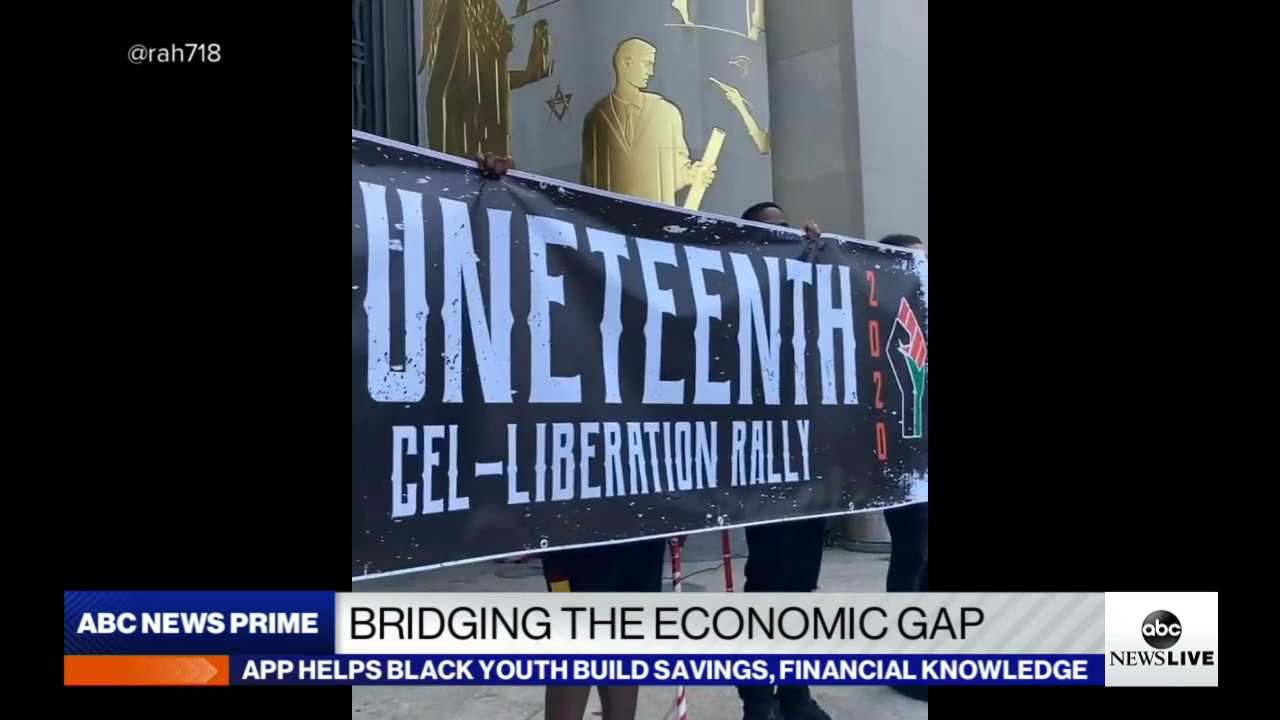 @rah718
UNETEENTH
2020
CEL-LIBERATION RALLY
ABC NEWS PRIME
BRIDGING THE ECONOMIC GAP
APP HELPS BLACK YOUTH BUILD SAVINGS, FINANCIAL KNOWLEDGE
abc
NEWSLIVE